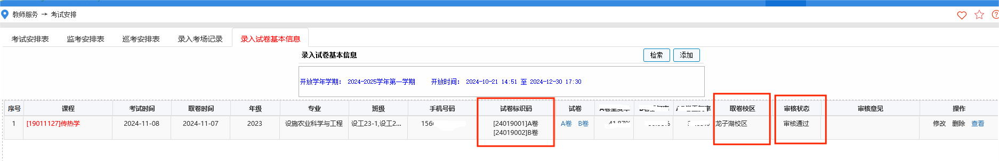 教师服务 → 考试安排
考试安排表 监考安排表 巡考安排表 录入考场记录 录入试卷基本信息
录入试卷基本信息 检索 添加
开放学年学期： 2024-2025学年第一学期 开放时间： 2024-10-21 14:51 至 2024-12-30 17:30
序号 课程 考试时间 取卷时间 年级 专业 班级 手机号码 试卷标识码 试卷 取卷校区 审核状态 审核意见 操作
1 [19011127]传热学 2024-11-08 2024-11-07 2023 设施农业科学与工程 设工23-1,设工2... 156 [24019001]A卷 A卷 B卷 41.87% 龙子湖校区 审核通过 修改 删除 查看
[24019002]B卷